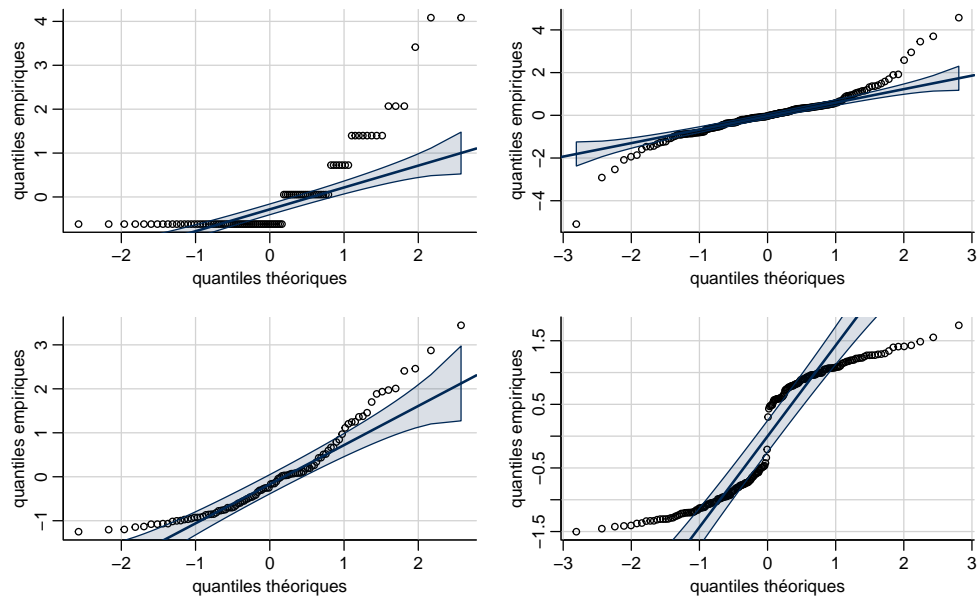 4
3
2
1
0
quantiles empiriques
−2 −1 0 1 2
quantiles théoriques
4
2
0
−2
−4
quantiles empiriques
−3 −2 −1 0 1 2 3
quantiles théoriques
3
2
1
0
−1
quantiles empiriques
−2 −1 0 1 2
quantiles théoriques
1.5
0.5
−0.5
−1.5
quantiles empiriques
−3 −2 −1 0 1 2 3
quantiles théoriques